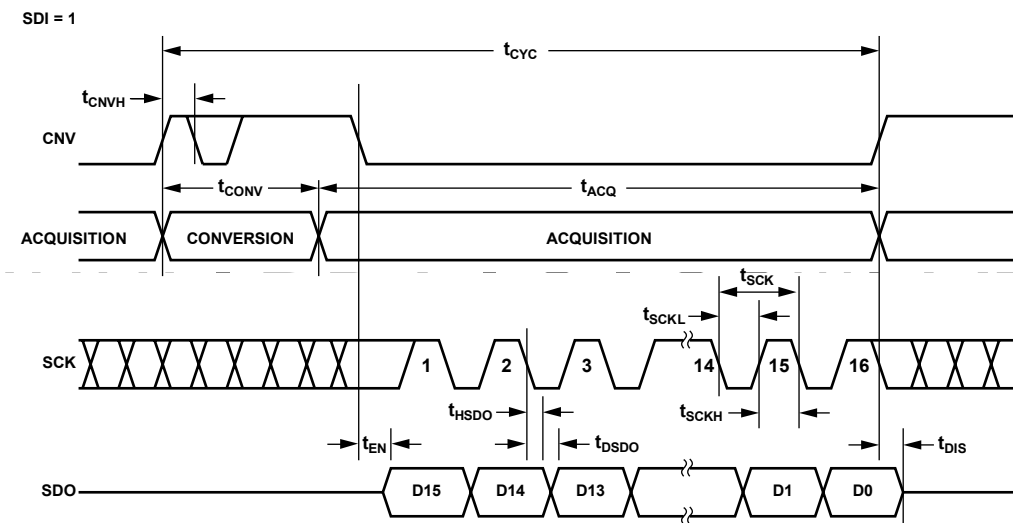 SDI = 1
tCYC
tCNVH
CNV
tCONV
tACQ
ACQUISITION CONVERSION ACQUISITION
tSCK
tSCKL
SCK 1 2 3 14 15 16
tHSDO tSCKH
tEN tDSDO tDIS
SDO D15 D14 D13 D1 D0